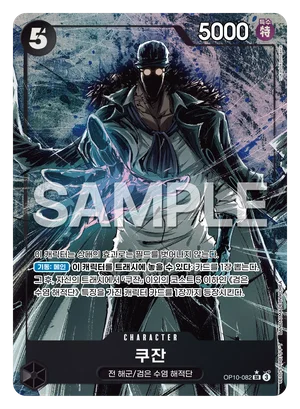 5
5000
특수
特
SAMPLE
이 캐릭터는 상대의 효과로는 필드를 벗어나지 않는다.
기동: 메인 이 캐릭터를 트래시에 놓을 수 있다: 카드를 1장 뽑는다.
그 후, 자신의 트래시에서 「쿠잔」 이외의 코스트 5 이하인 《검은
수염 해적단》 특징을 가진 캐릭터 카드를 1장까지 등장시킨다.
CHARACTER
쿠잔
전 해군/검은 수염 해적단
OP10-082 SR 3